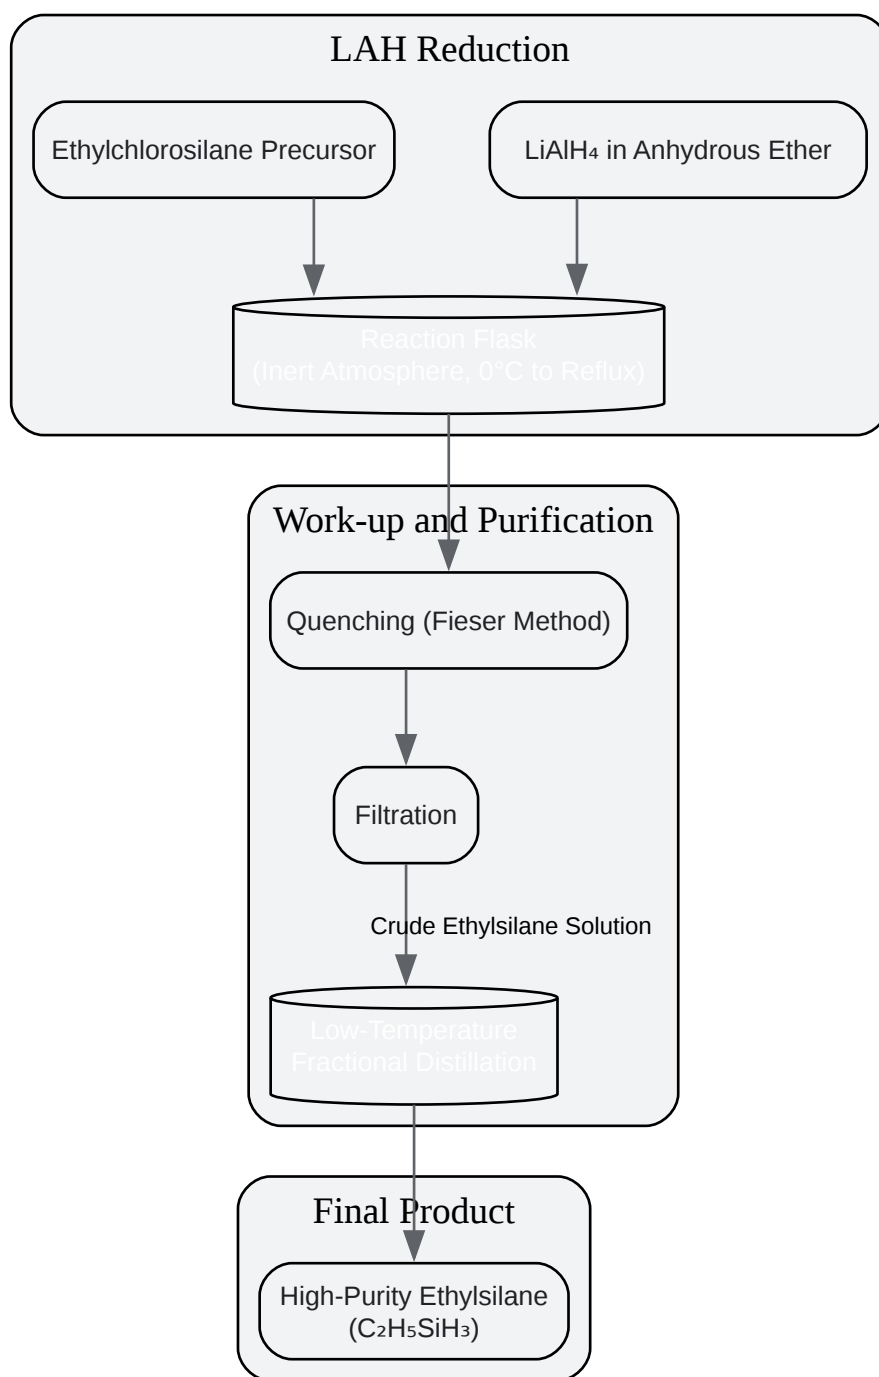 LAH Reduction
Ethylchlorosilane Precursor
LiAlH₄ in Anhydrous Ether
Reaction Flask
(Inert Atmosphere, 0°C to Reflux)
Work-up and Purification
Quenching (Fieser Method)
Filtration
Crude Ethylsilane Solution
Low-Temperature
Fractional Distillation
Final Product
High-Purity Ethylsilane
(C₂H₅SiH₃)